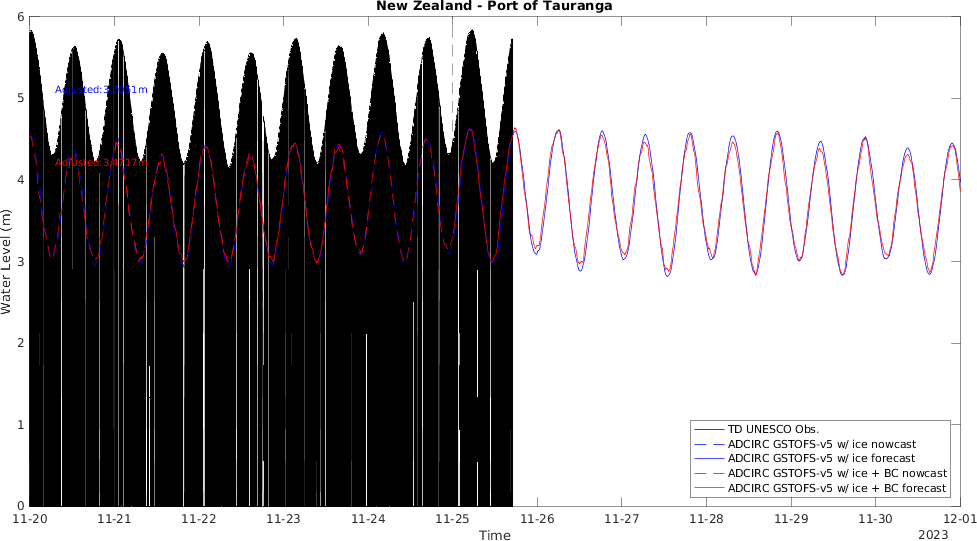 New Zealand - Port of Tauranga
6
5
4
3
2
1
0
Water Level (m)
TD UNESCO Obs.
ADCIRC GSTOFS-v5 w/ ice nowcast
ADCIRC GSTOFS-v5 w/ ice forecast
ADCIRC GSTOFS-v5 w/ ice + BC nowcast
ADCIRC GSTOFS-v5 w/ ice + BC forecast
11-20 11-21 11-22 11-23 11-24 11-25 11-26 11-27 11-28 11-29 11-30 12-01
Time
2023